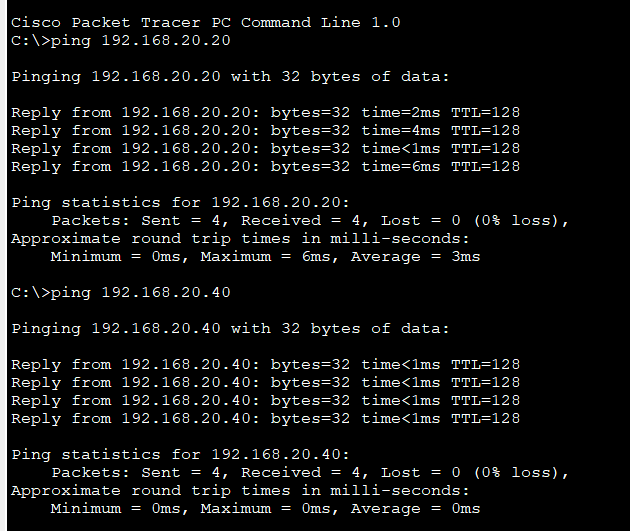 Cisco Packet Tracer PC Command Line 1.0
C:\>ping 192.168.20.20
Pinging 192.168.20.20 with 32 bytes of data:
Reply from 192.168.20.20: bytes=32 time=2ms TTL=128
Reply from 192.168.20.20: bytes=32 time=4ms TTL=128
Reply from 192.168.20.20: bytes=32 time<1ms TTL=128
Reply from 192.168.20.20: bytes=32 time=6ms TTL=128
Ping statistics for 192.168.20.20:
    Packets: Sent = 4, Received = 4, Lost = 0 (0% loss),
Approximate round trip times in milli-seconds:
    Minimum = 0ms, Maximum = 6ms, Average = 3ms
C:\>ping 192.168.20.40
Pinging 192.168.20.40 with 32 bytes of data:
Reply from 192.168.20.40: bytes=32 time<1ms TTL=128
Reply from 192.168.20.40: bytes=32 time<1ms TTL=128
Reply from 192.168.20.40: bytes=32 time<1ms TTL=128
Reply from 192.168.20.40: bytes=32 time<1ms TTL=128
Ping statistics for 192.168.20.40:
    Packets: Sent = 4, Received = 4, Lost = 0 (0% loss),
Approximate round trip times in milli-seconds:
    Minimum = 0ms, Maximum = 0ms, Average = 0ms